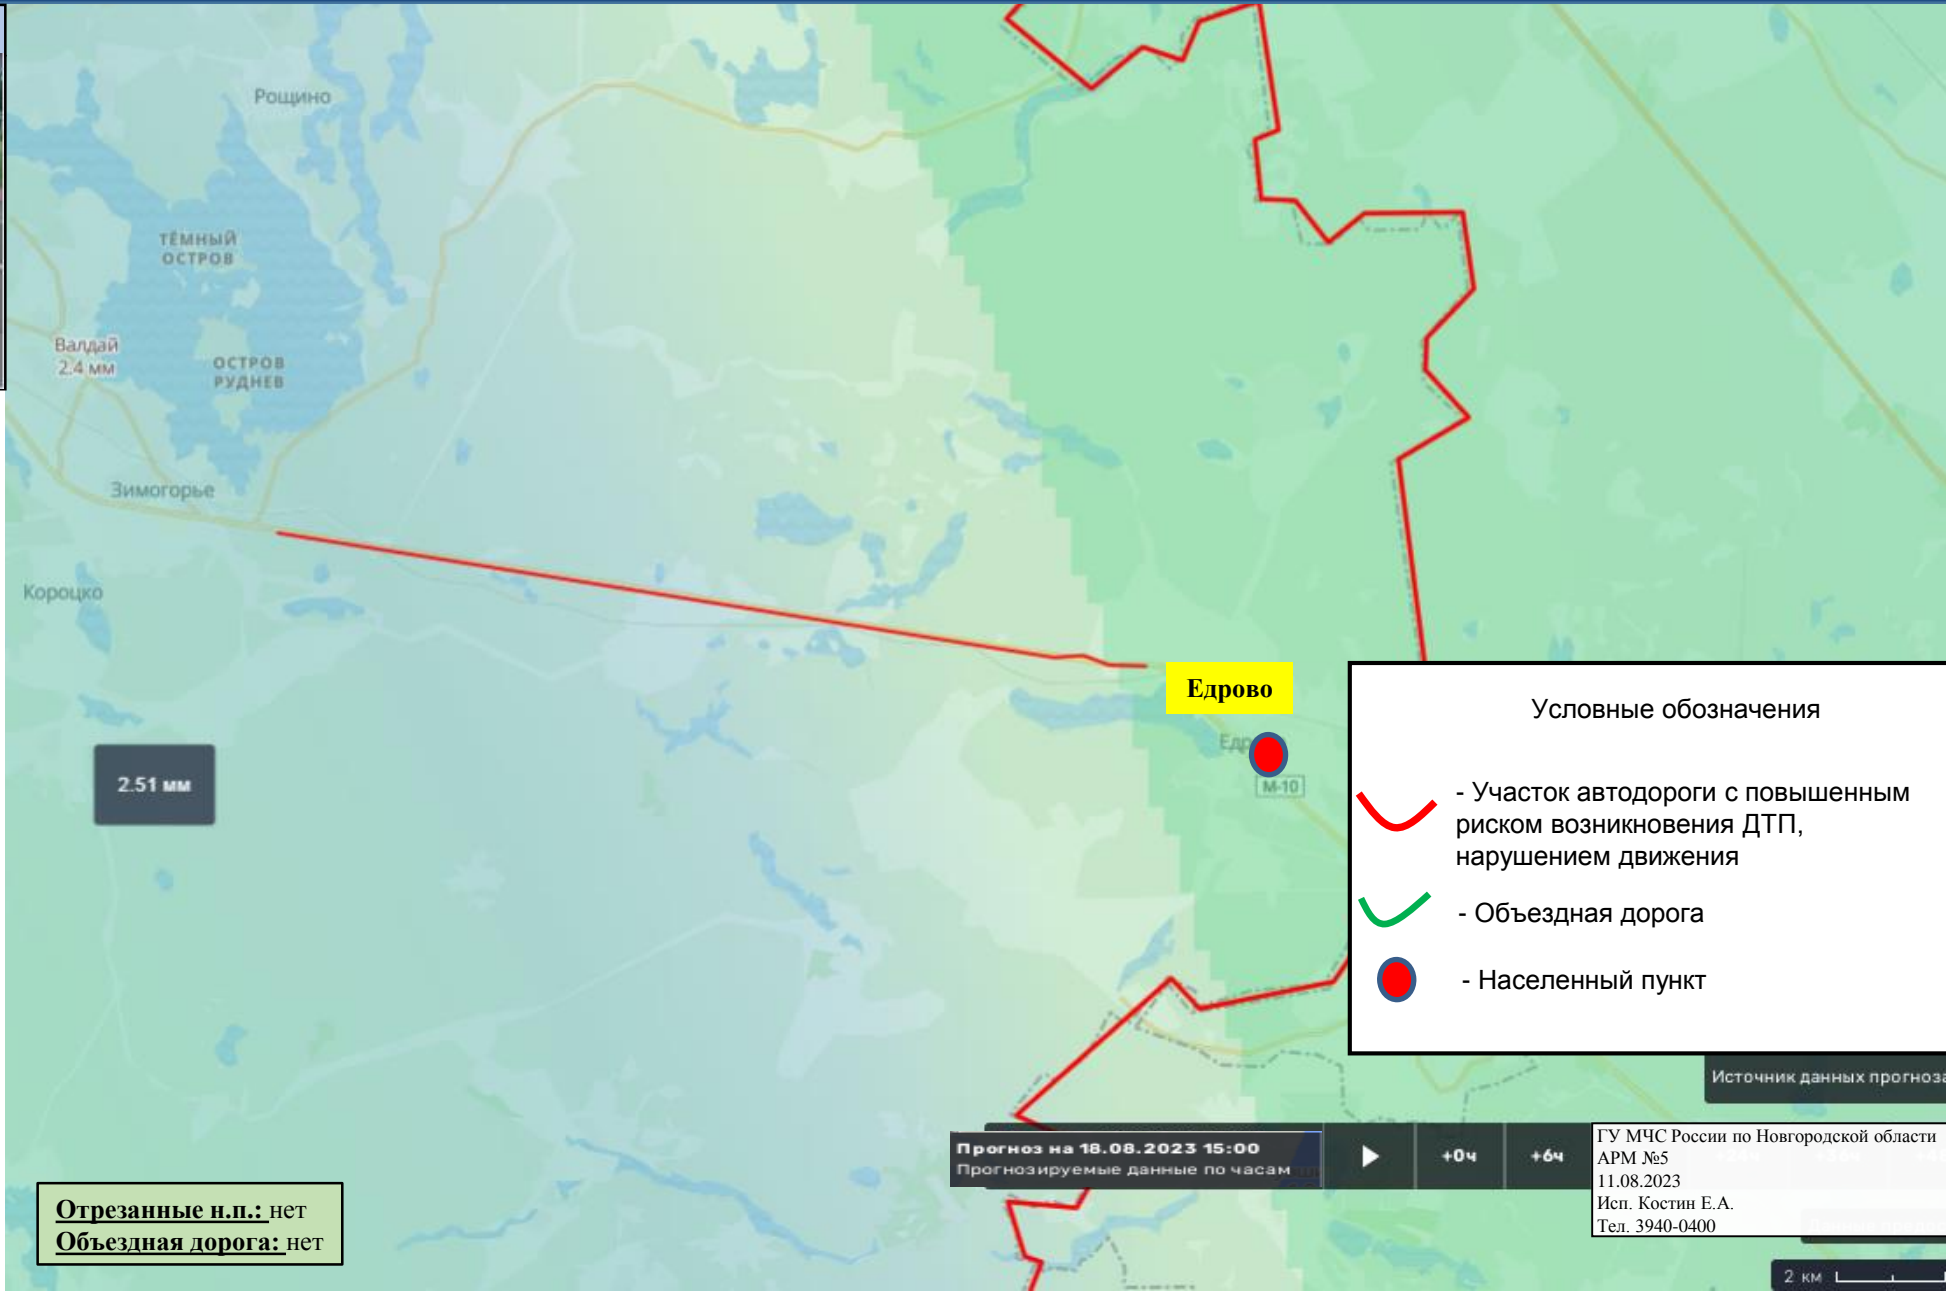 Рощино
ТЁМНЫЙ
ОСТРОВ
Валдай
2.4 мм
ОСТРОВ
РУДНЕВ
Зимогорье
Короцко
2.51 мм
Едрово
М-10
Условные обозначения
- Участок автодороги с повышенным
риском возникновения ДТП,
нарушением движения
- Объездная дорога
- Населенный пункт
Источник данных прогноза
Прогноз на 18.08.2023 15:00
Прогнозируемые данные по часам
+0ч
+6ч
ГУ МЧС России по Новгородской области
АРМ №5
11.08.2023
Исп. Костин Е.А.
Тел. 3940-0400
Отрезанные н.п.: нет
Объездная дорога: нет
2 км